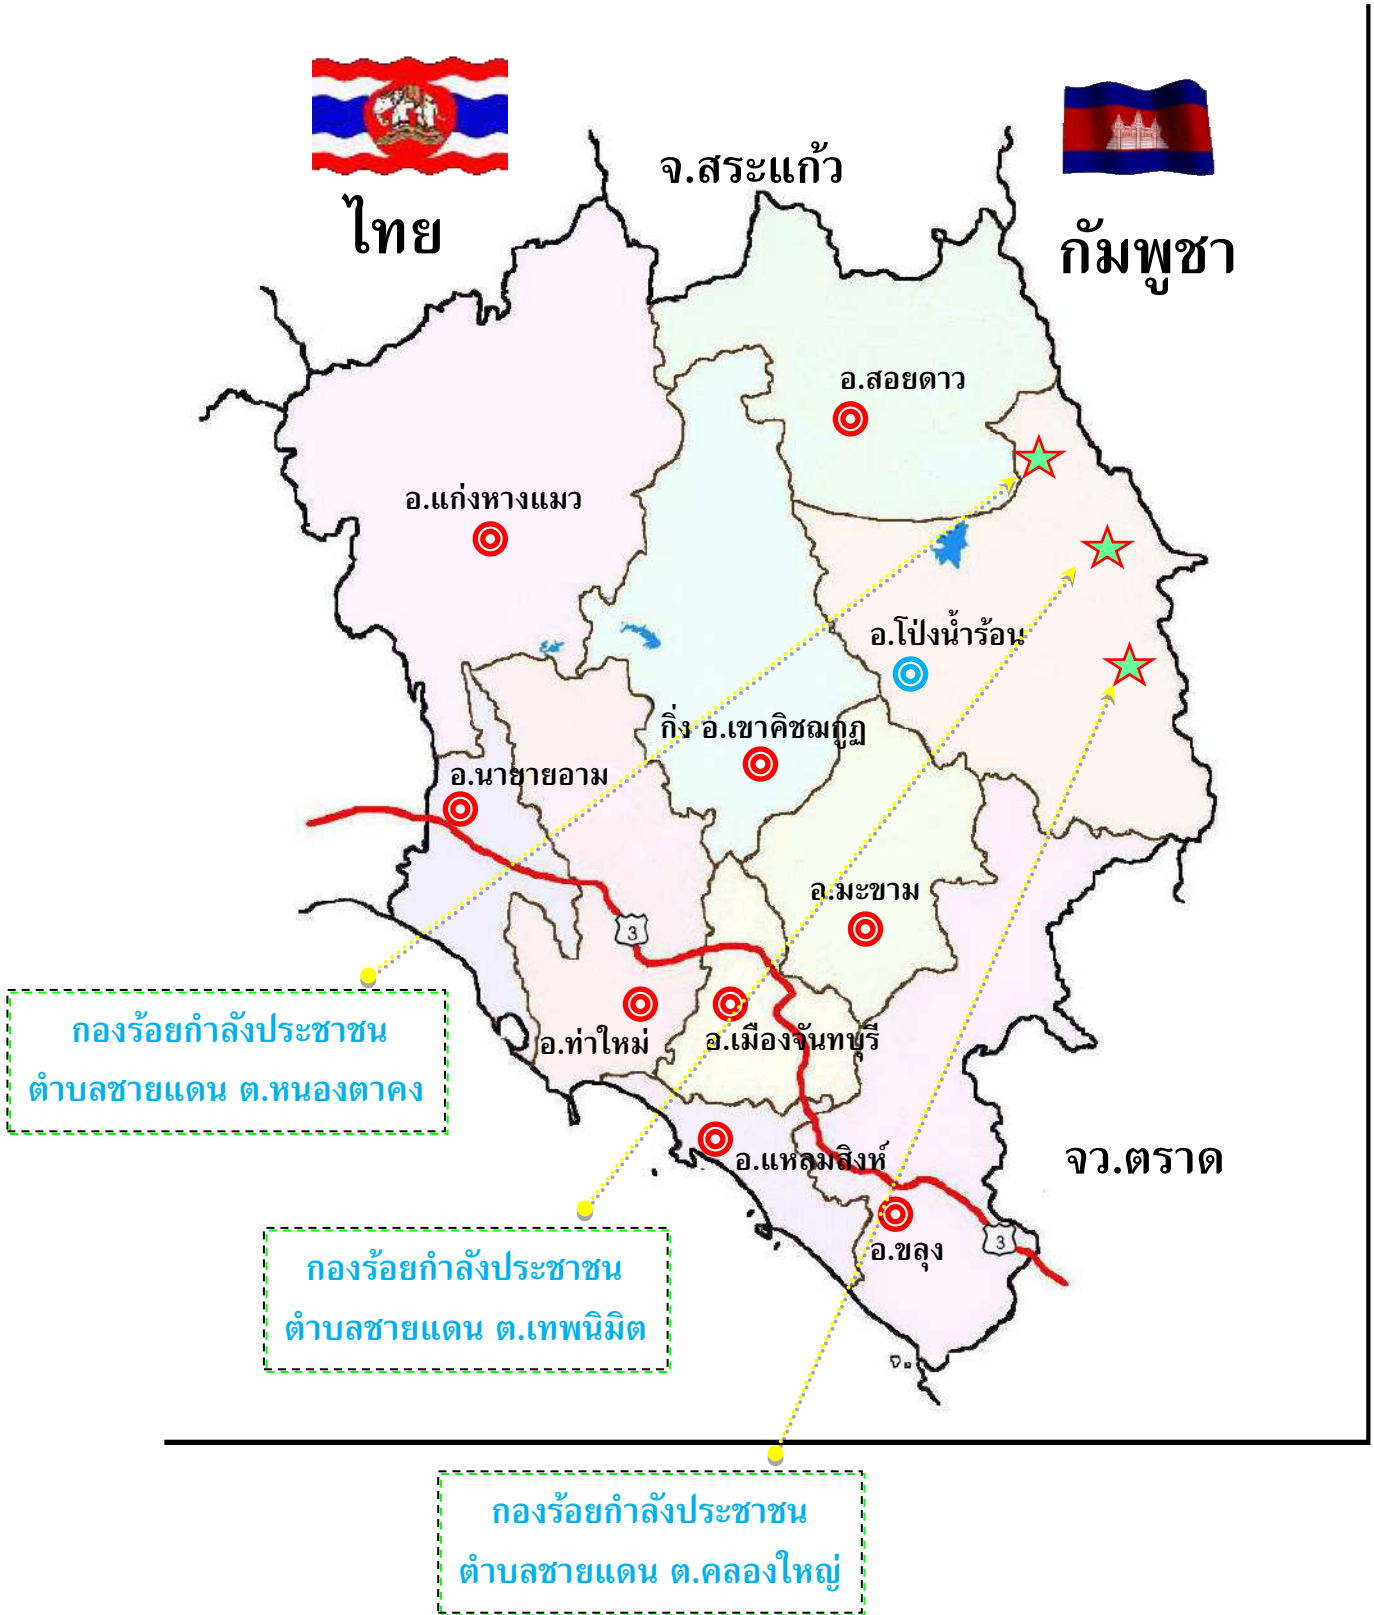 จ.สระแก้ว
ไทย
กัมพูชา
อ.สอยดาว
อ.แก่งหางแมว
อ.โป่งน้ำร้อน
กิ่ง อ.เขาคิชฌกูฏ
อ.นายายอาม
อ.มะขาม
3
อ.ท่าใหม่
อ.เมืองจันทบุรี
กองร้อยกำลังประชาชน
ตำบลชายแดน ต.หนองตาคง
อ.แหลมสิงห์
จว.ตราด
อ.ขลุง
3
กองร้อยกำลังประชาชน
ตำบลชายแดน ต.เทพนิมิต
กองร้อยกำลังประชาชน
ตำบลชายแดน ต.คลองใหญ่